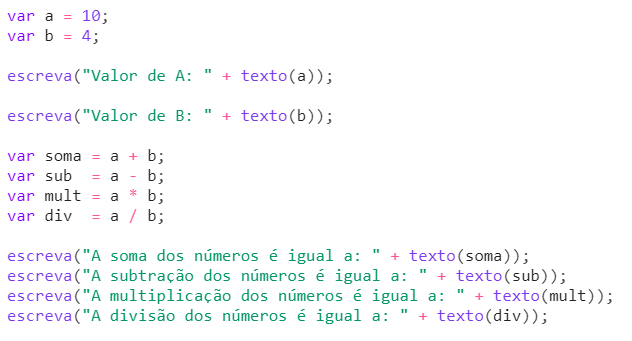 var a = 10;
var b = 4;
escreva("Valor de A: " + texto(a));
escreva("Valor de B: " + texto(b));
var soma = a + b;
var sub  = a - b;
var mult = a * b;
var div  = a / b;
escreva("A soma dos números é igual a: " + texto(soma));
escreva("A subtração dos números é igual a: " + texto(sub));
escreva("A multiplicação dos números é igual a: " + texto(mult));
escreva("A divisão dos números é igual a: " + texto(div));